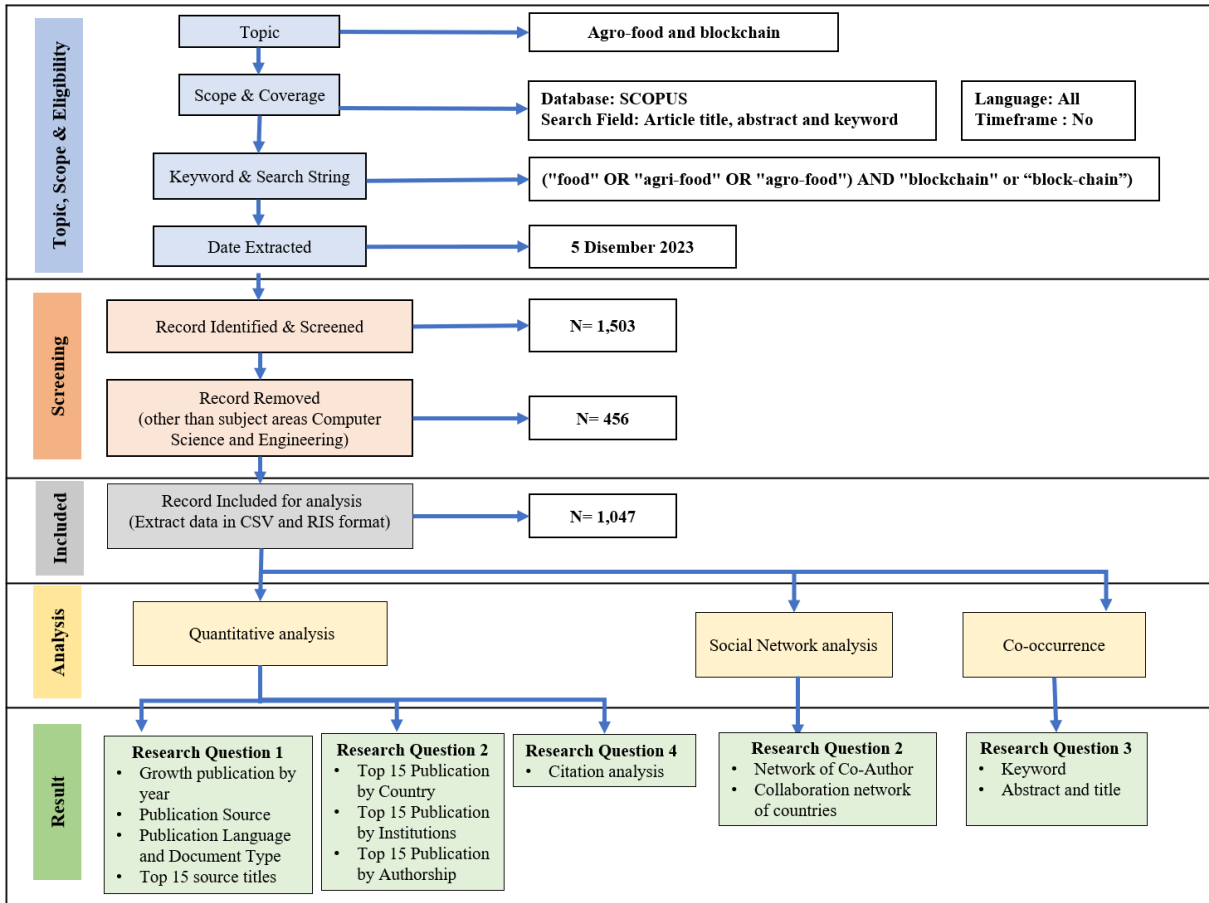 Topic, Scope & Eligibility
Topic
Agro-food and blockchain
Scope & Coverage
Database: SCOPUS
Search Field: Article title, abstract and keyword
Language: All
Timeframe : No
Keyword & Search String
("food" OR "agri-food" OR "agro-food") AND "blockchain" or “block-chain”)
Date Extracted
5 Disember 2023
Screening
Record Identified & Screened
N= 1,503
Record Removed
(other than subject areas Computer
Science and Engineering)
N= 456
Included
Record Included for analysis
(Extract data in CSV and RIS format)
N= 1,047
Analysis
Quantitative analysis
Social Network analysis
Co-occurrence
Result
Research Question 1
• Growth publication by
year
• Publication Source
• Publication Language
and Document Type
• Top 15 source titles
Research Question 2
• Top 15 Publication
by Country
• Top 15 Publication
by Institutions
• Top 15 Publication
by Authorship
Research Question 4
• Citation analysis
Research Question 2
• Network of Co-Author
• Collaboration network
of countries
Research Question 3
• Keyword
• Abstract and title